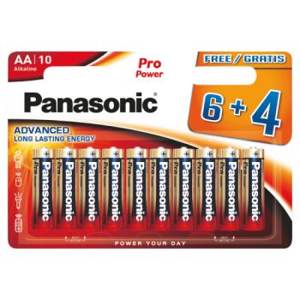 AA/10
Alkaline
Pro
Power
FREE/GRATIS
6+4
Panasonic
ADVANCED
LONG LASTING ENERGY
POWER YOUR DAY